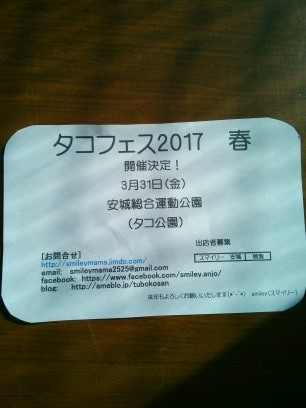 タコフェス2017　春
開催決定！
3月31日(金)
安城総合運動公園
(タコ公園)
出店者募集
[お問合せ]
http://smileymama.jimdo.com/
スマイリー　安城　検索
email:　smileymama2525@gmail.com
facebook:　https://www.facebook.com/smiley.anjo/
blog:　http://ameblo.jp/tubokosan
来年もよろしくお願いいたします(*^-^*)　smiley(スマイリー)